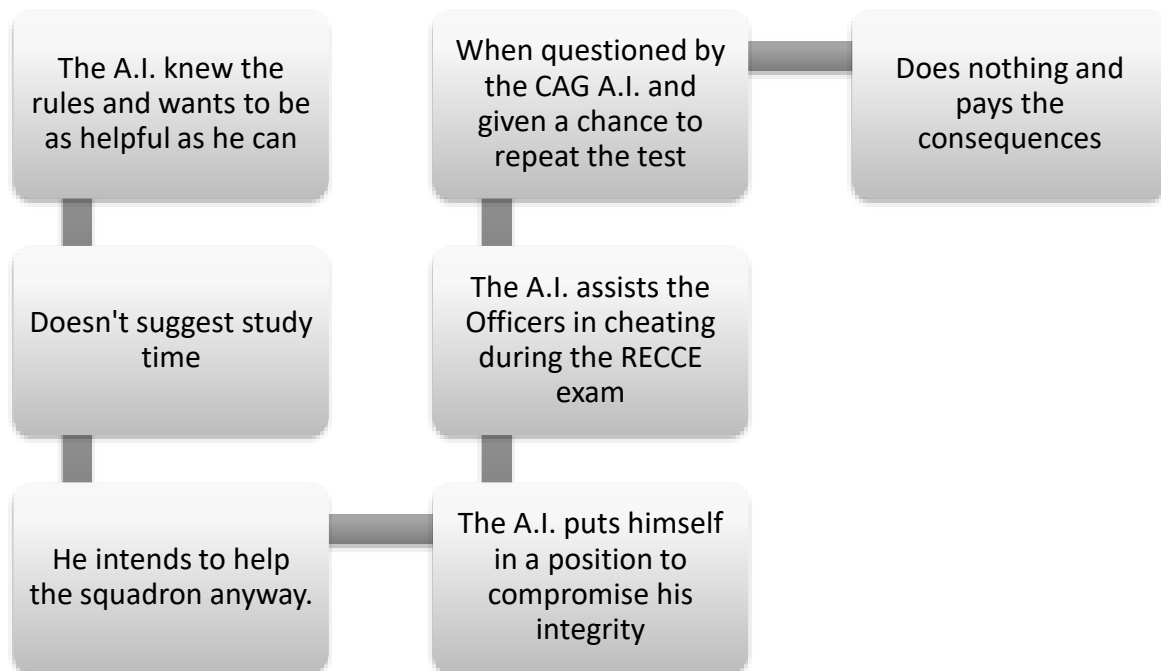 The A.I. knew the
rules and wants to be
as helpful as he can
Doesn't suggest study
time
He intends to help
the squadron anyway.
The A.I. puts himself
in a position to
compromise his
integrity
The A.I. assists the
Officers in cheating
during the RECCE
exam
When questioned by
the CAG A.I. and
given a chance to
repeat the test
Does nothing and
pays the
consequences